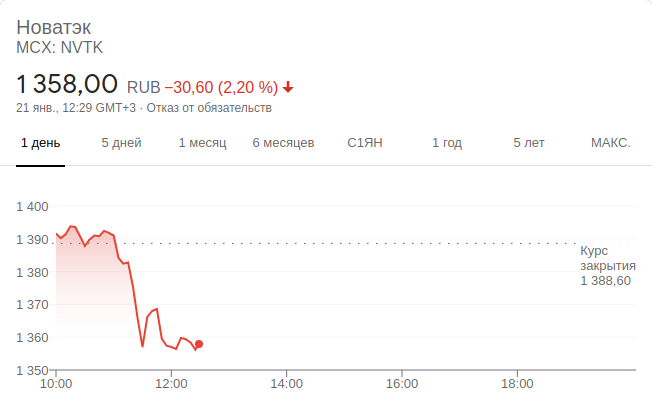 Новатэк
MCX: NVTK
1 358,00 RUB −30,60 (2,20 %)
21 янв., 12:29 GMT+3 · Отказ от обязательств
1 день 5 дней 1 месяц 6 месяцев С1ЯН 1 год 5 лет МАКС.
1 400
1 390
Курс
закрытия
1 388,60
1 380
1 370
1 360
1 350
10:00 12:00 14:00 16:00 18:00